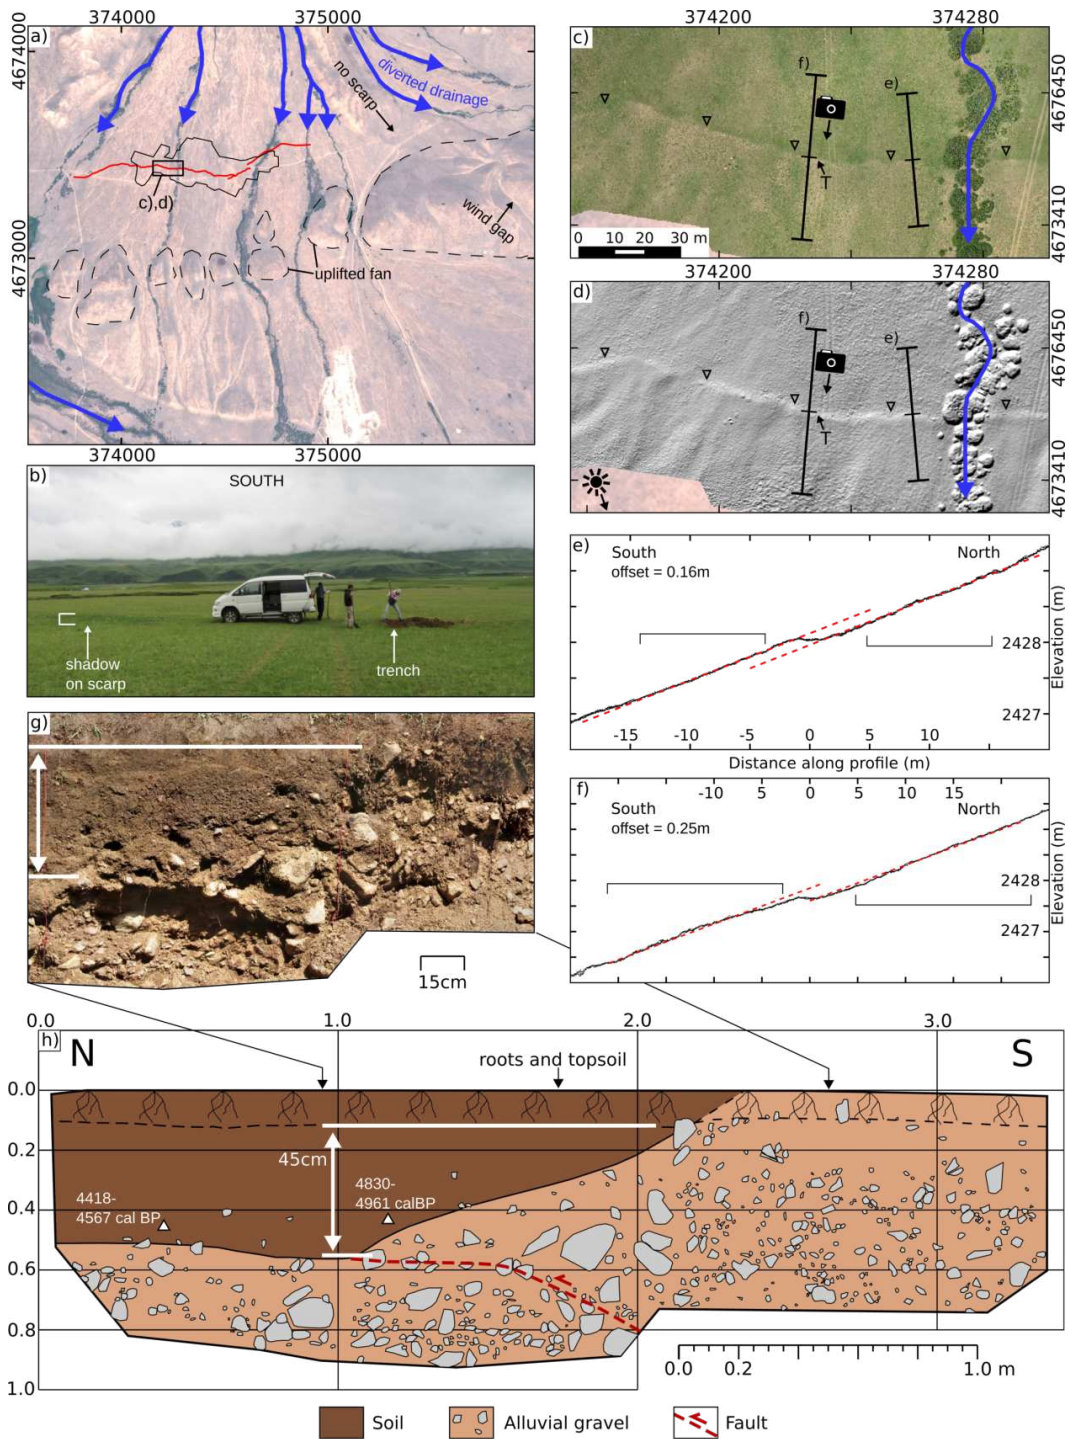 374000
375000
a)
4674000
4673000
diverted drainage
no scarp
c),d)
wind gap
uplifted fan
374000
375000
374200
374280
c)
f)
e)
T
0 10 20 30 m
4676450
4673410
374200
374280
d)
f)
e)
T
4676450
4673410
b)
SOUTH
shadow
on scarp
trench
e)
South
offset = 0.16m
North
2428
2427
Elevation (m)
-15 -10 -5 0 5 10
Distance along profile (m)
f)
-10 -5 0 5 10 15
South
offset = 0.25m
North
2428
2427
Elevation (m)
g)
15cm
0.0 1.0 2.0 3.0
h)
N
S
roots and topsoil
0.0
0.2
0.4
0.6
0.8
1.0
45cm
4418-
4567 cal BP
4830-
4961 calBP
0.0 0.2 1.0 m
Soil
Alluvial gravel
Fault